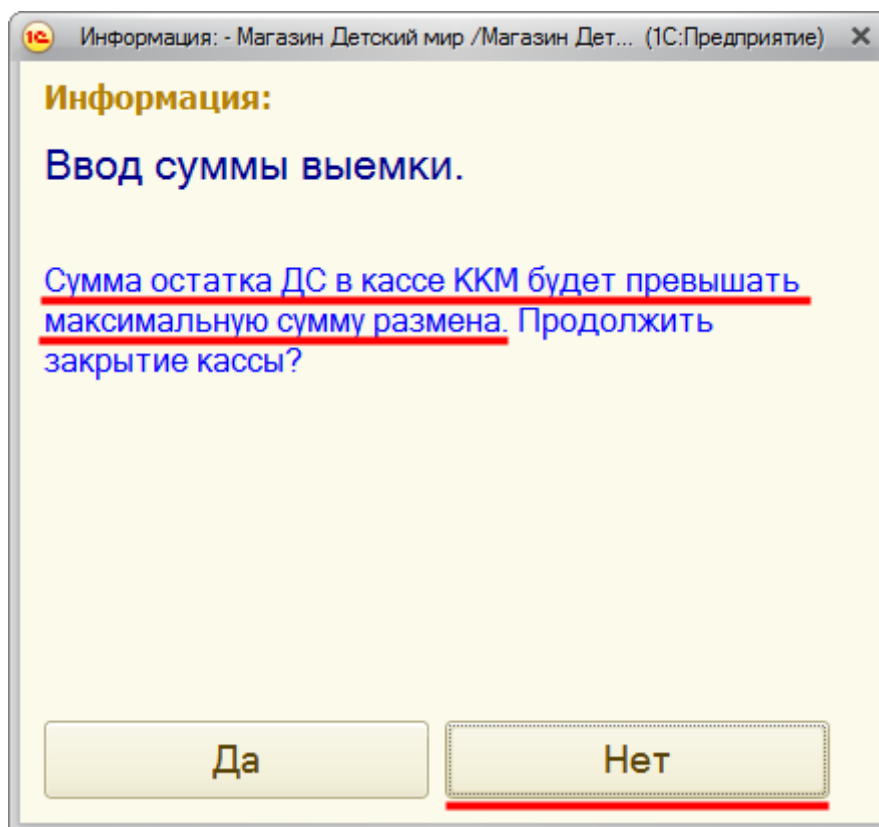 1С Информация: - Магазин Детский мир /Магазин Дет... (1С:Предприятие)
Информация:
Ввод суммы выемки.
Сумма остатка ДС в кассе ККМ будет превышать
максимальную сумму размена. Продолжить
закрытие кассы?
Да Нет